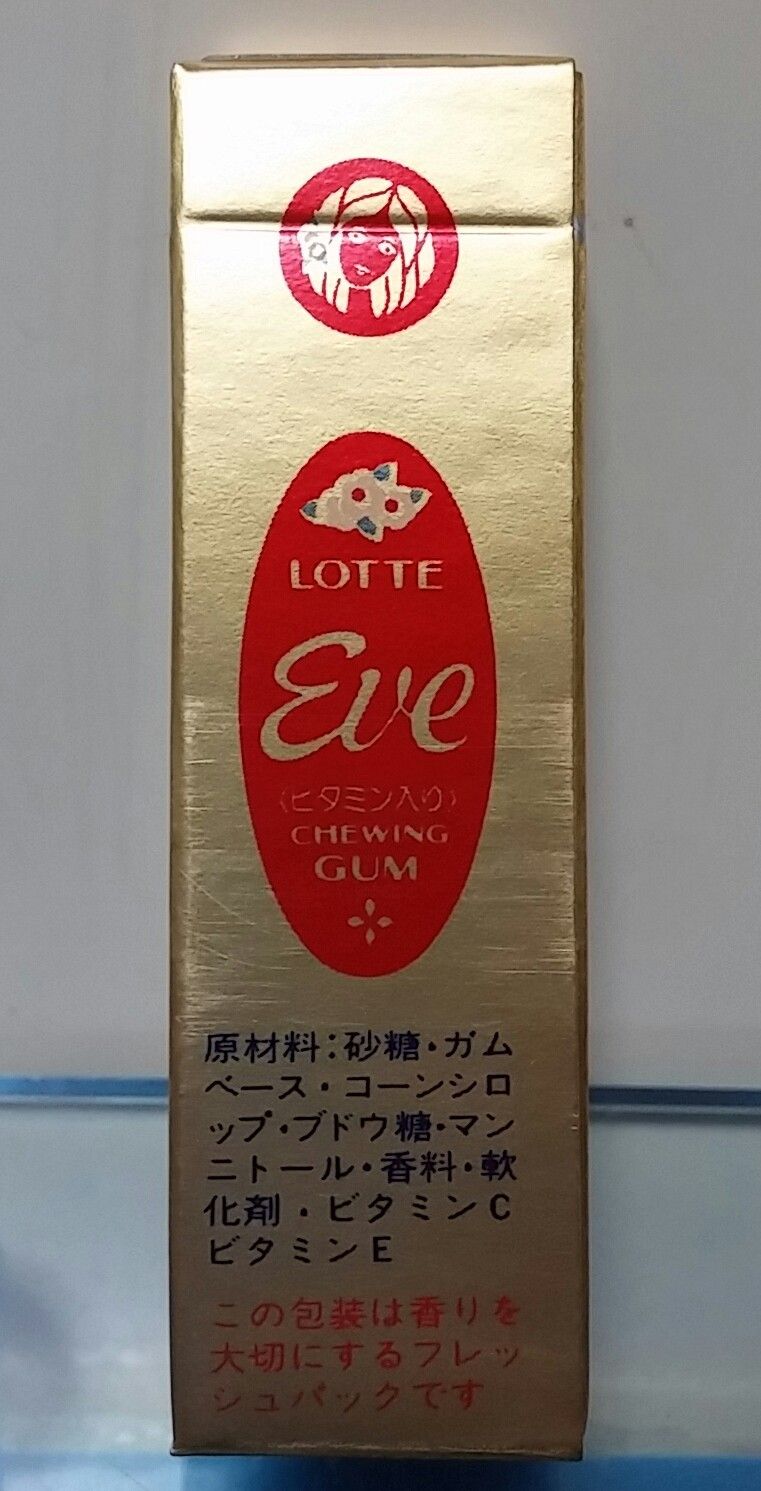 LOTTE
Eve
〈ビタミン入り〉
CHEWING
GUM
原材料:砂糖・ガム
ベース・コーンシロ
ップ・ブドウ糖・マン
ニトール・香料・軟
化剤・ビタミンC
ビタミンE
この包装は香りを
大切にするフレッ
シュパックです